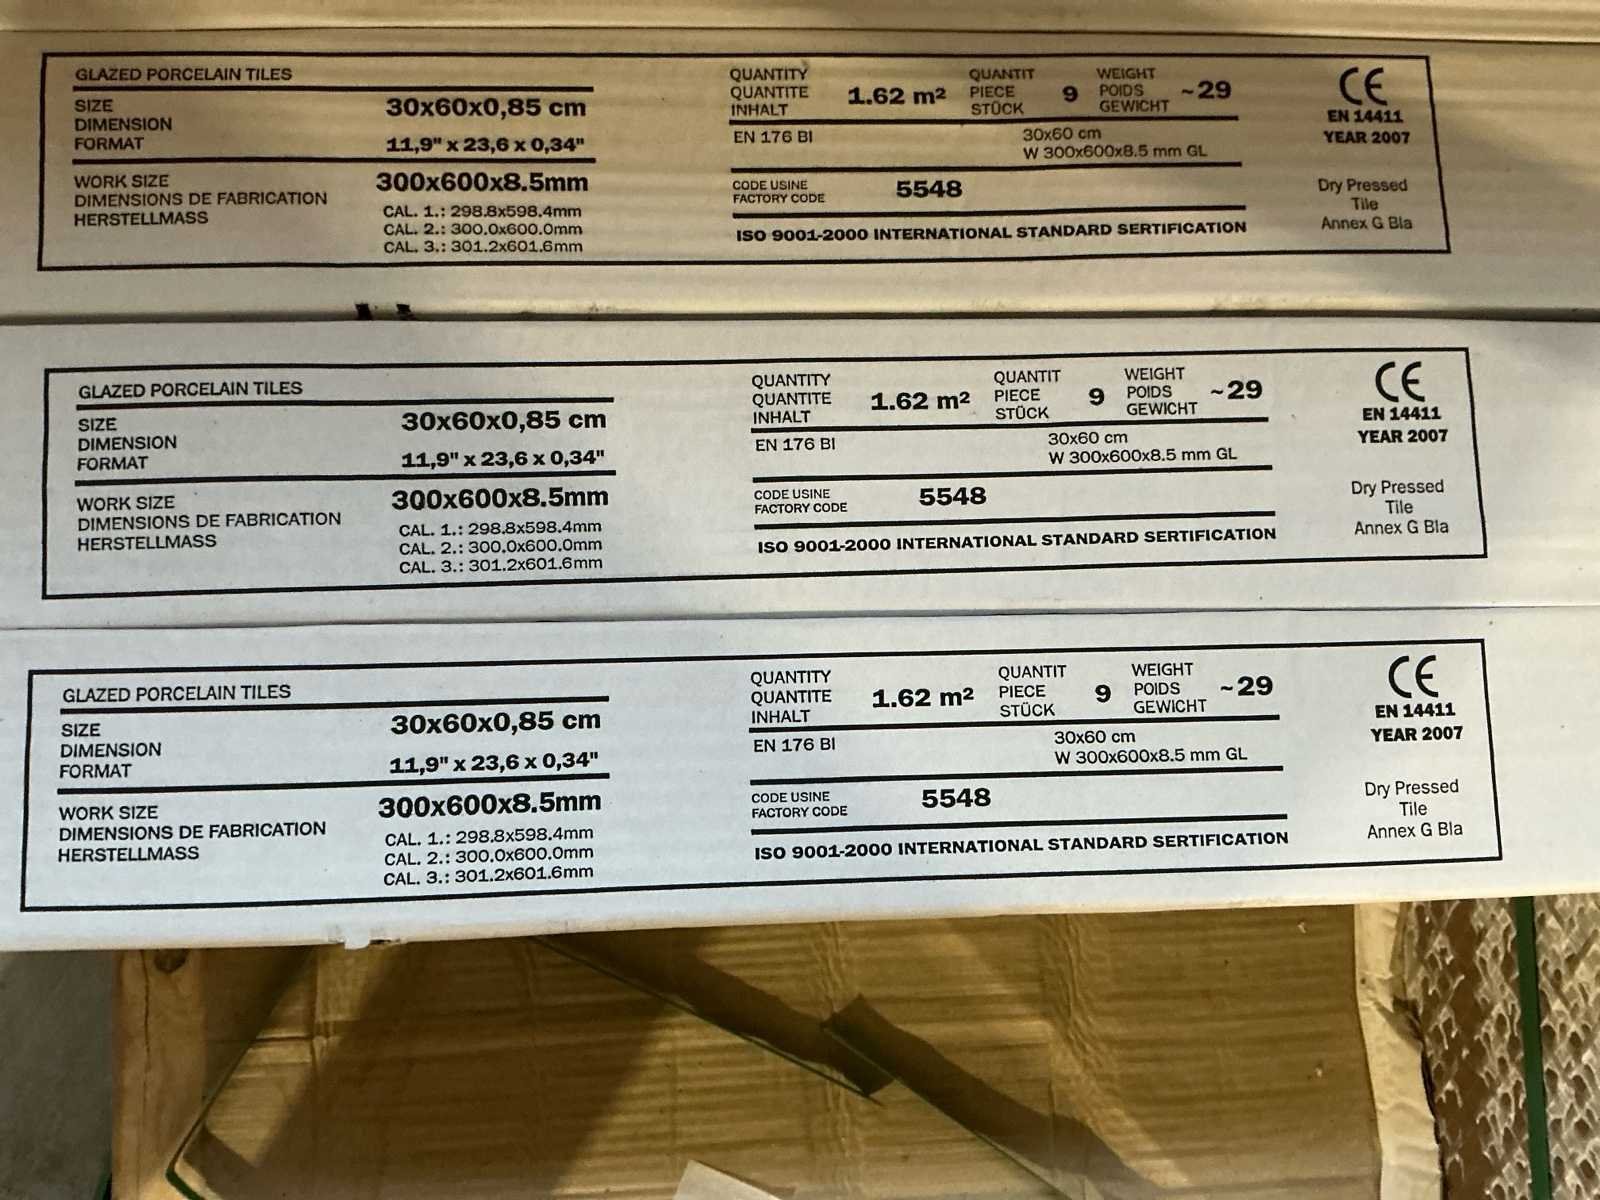 GLAZED PORCELAIN TILES
SIZE
DIMENSION
FORMAT
30x60x0,85 cm
11,9" x 23,6 x 0,34"
WORK SIZE
DIMENSIONS DE FABRICATION
HERSTELLMASS
300x600x8.5mm
CAL. 1.: 298.8x598.4mm
CAL. 2.: 300.0x600.0mm
CAL. 3.: 301.2x601.6mm
QUANTITY
QUANTITE
INHALT
1.62 m²
QUANTIT
PIECE
STÜCK
9
WEIGHT
POIDS
GEWICHT
~29
EN 176 BI
30x60 cm
W 300x600x8.5 mm GL
CODE USINE
FACTORY CODE
5548
ISO 9001-2000 INTERNATIONAL STANDARD SERTIFICATION
CE
EN 14411
YEAR 2007
Dry Pressed
Tile
Annex G Bla
GLAZED PORCELAIN TILES
SIZE
DIMENSION
FORMAT
30x60x0,85 cm
11,9" x 23,6 x 0,34"
WORK SIZE
DIMENSIONS DE FABRICATION
HERSTELLMASS
300x600x8.5mm
CAL. 1.: 298.8x598.4mm
CAL. 2.: 300.0x600.0mm
CAL. 3.: 301.2x601.6mm
QUANTITY
QUANTITE
INHALT
1.62 m²
QUANTIT
PIECE
STÜCK
9
WEIGHT
POIDS
GEWICHT
~29
EN 176 BI
30x60 cm
W 300x600x8.5 mm GL
CODE USINE
FACTORY CODE
5548
ISO 9001-2000 INTERNATIONAL STANDARD SERTIFICATION
CE
EN 14411
YEAR 2007
Dry Pressed
Tile
Annex G Bla
GLAZED PORCELAIN TILES
SIZE
DIMENSION
FORMAT
30x60x0,85 cm
11,9" x 23,6 x 0,34"
WORK SIZE
DIMENSIONS DE FABRICATION
HERSTELLMASS
300x600x8.5mm
CAL. 1.: 298.8x598.4mm
CAL. 2.: 300.0x600.0mm
CAL. 3.: 301.2x601.6mm
QUANTITY
QUANTITE
INHALT
1.62 m²
QUANTIT
PIECE
STÜCK
9
WEIGHT
POIDS
GEWICHT
~29
EN 176 BI
30x60 cm
W 300x600x8.5 mm GL
CODE USINE
FACTORY CODE
5548
ISO 9001-2000 INTERNATIONAL STANDARD SERTIFICATION
CE
EN 14411
YEAR 2007
Dry Pressed
Tile
Annex G Bla